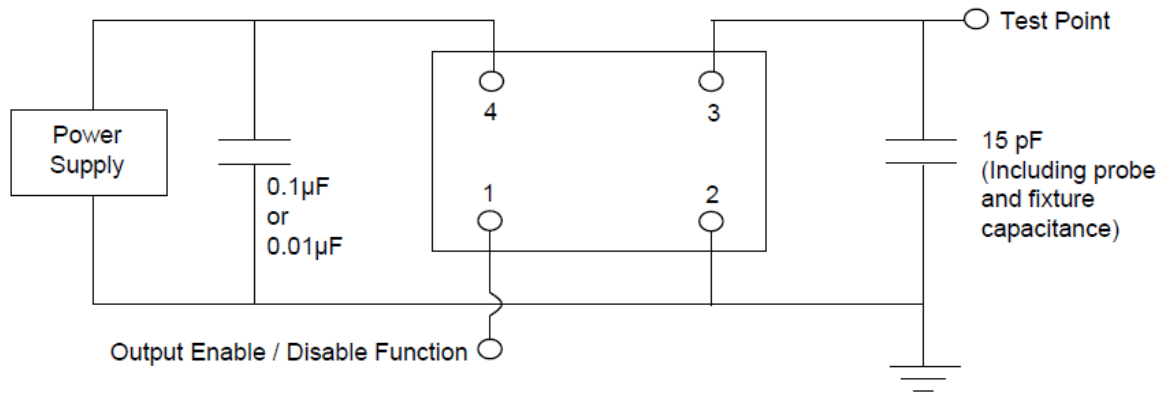 Test Point
Power
Supply
4
3
0.1µF
or
0.01µF
1
2
15 pF
(Including probe
and fixture
capacitance)
Output Enable / Disable Function